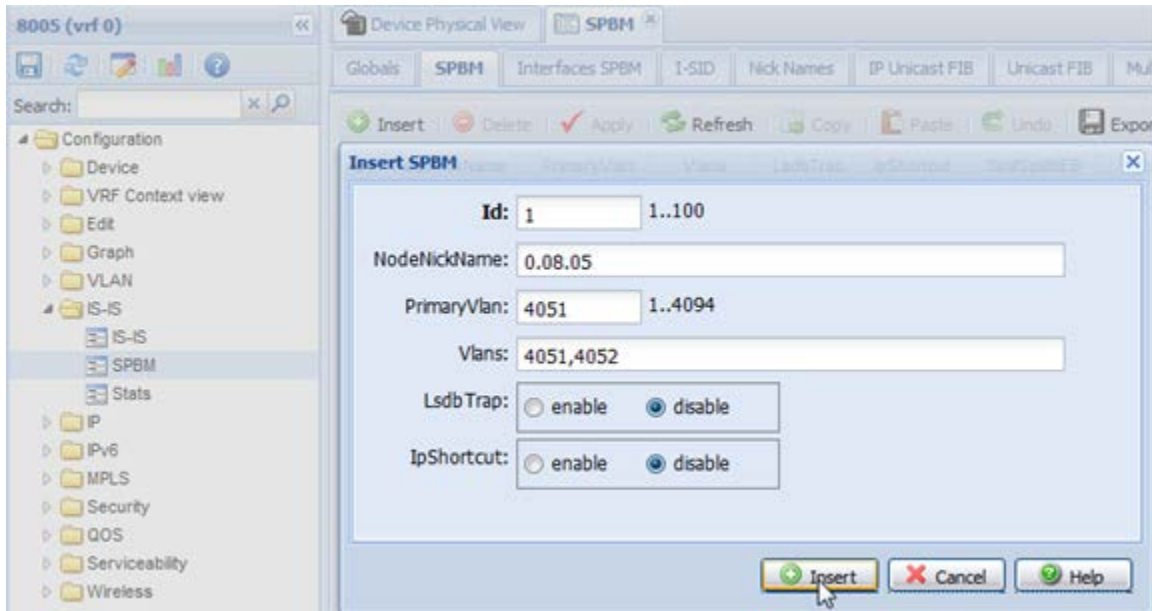 8005 (vrf 0)
Device Physical View
SPBM
Globals
SPBM
Interfaces SPBM
I-SID
Nick Names
IP Unicast FIB
Unicast FIB
Search:
Insert
Delete
Apply
Refresh
Copy
Paste
Undo
Configuration
Device
VRF Context view
Edit
Graph
VLAN
IS-IS
IS-IS
SPBM
Stats
IP
IPv6
MPLS
Security
QOS
Serviceability
Wireless
Insert SPBM
Id: 1 1..100
NodeNickName: 0.08.05
PrimaryVlan: 4051 1..4094
Vlans: 4051,4052
LsdbTrap: enable disable
IpShortcut: enable disable
Insert
Cancel
Help